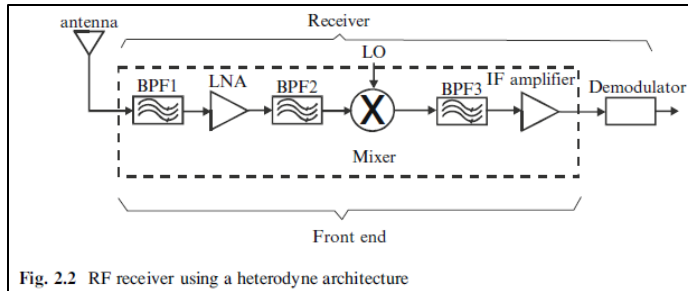 antenna
Receiver
LO
BPF1 LNA BPF2 BPF3 IF amplifier Demodulator
X
Mixer
Front end
Fig. 2.2 RF receiver using a heterodyne architecture